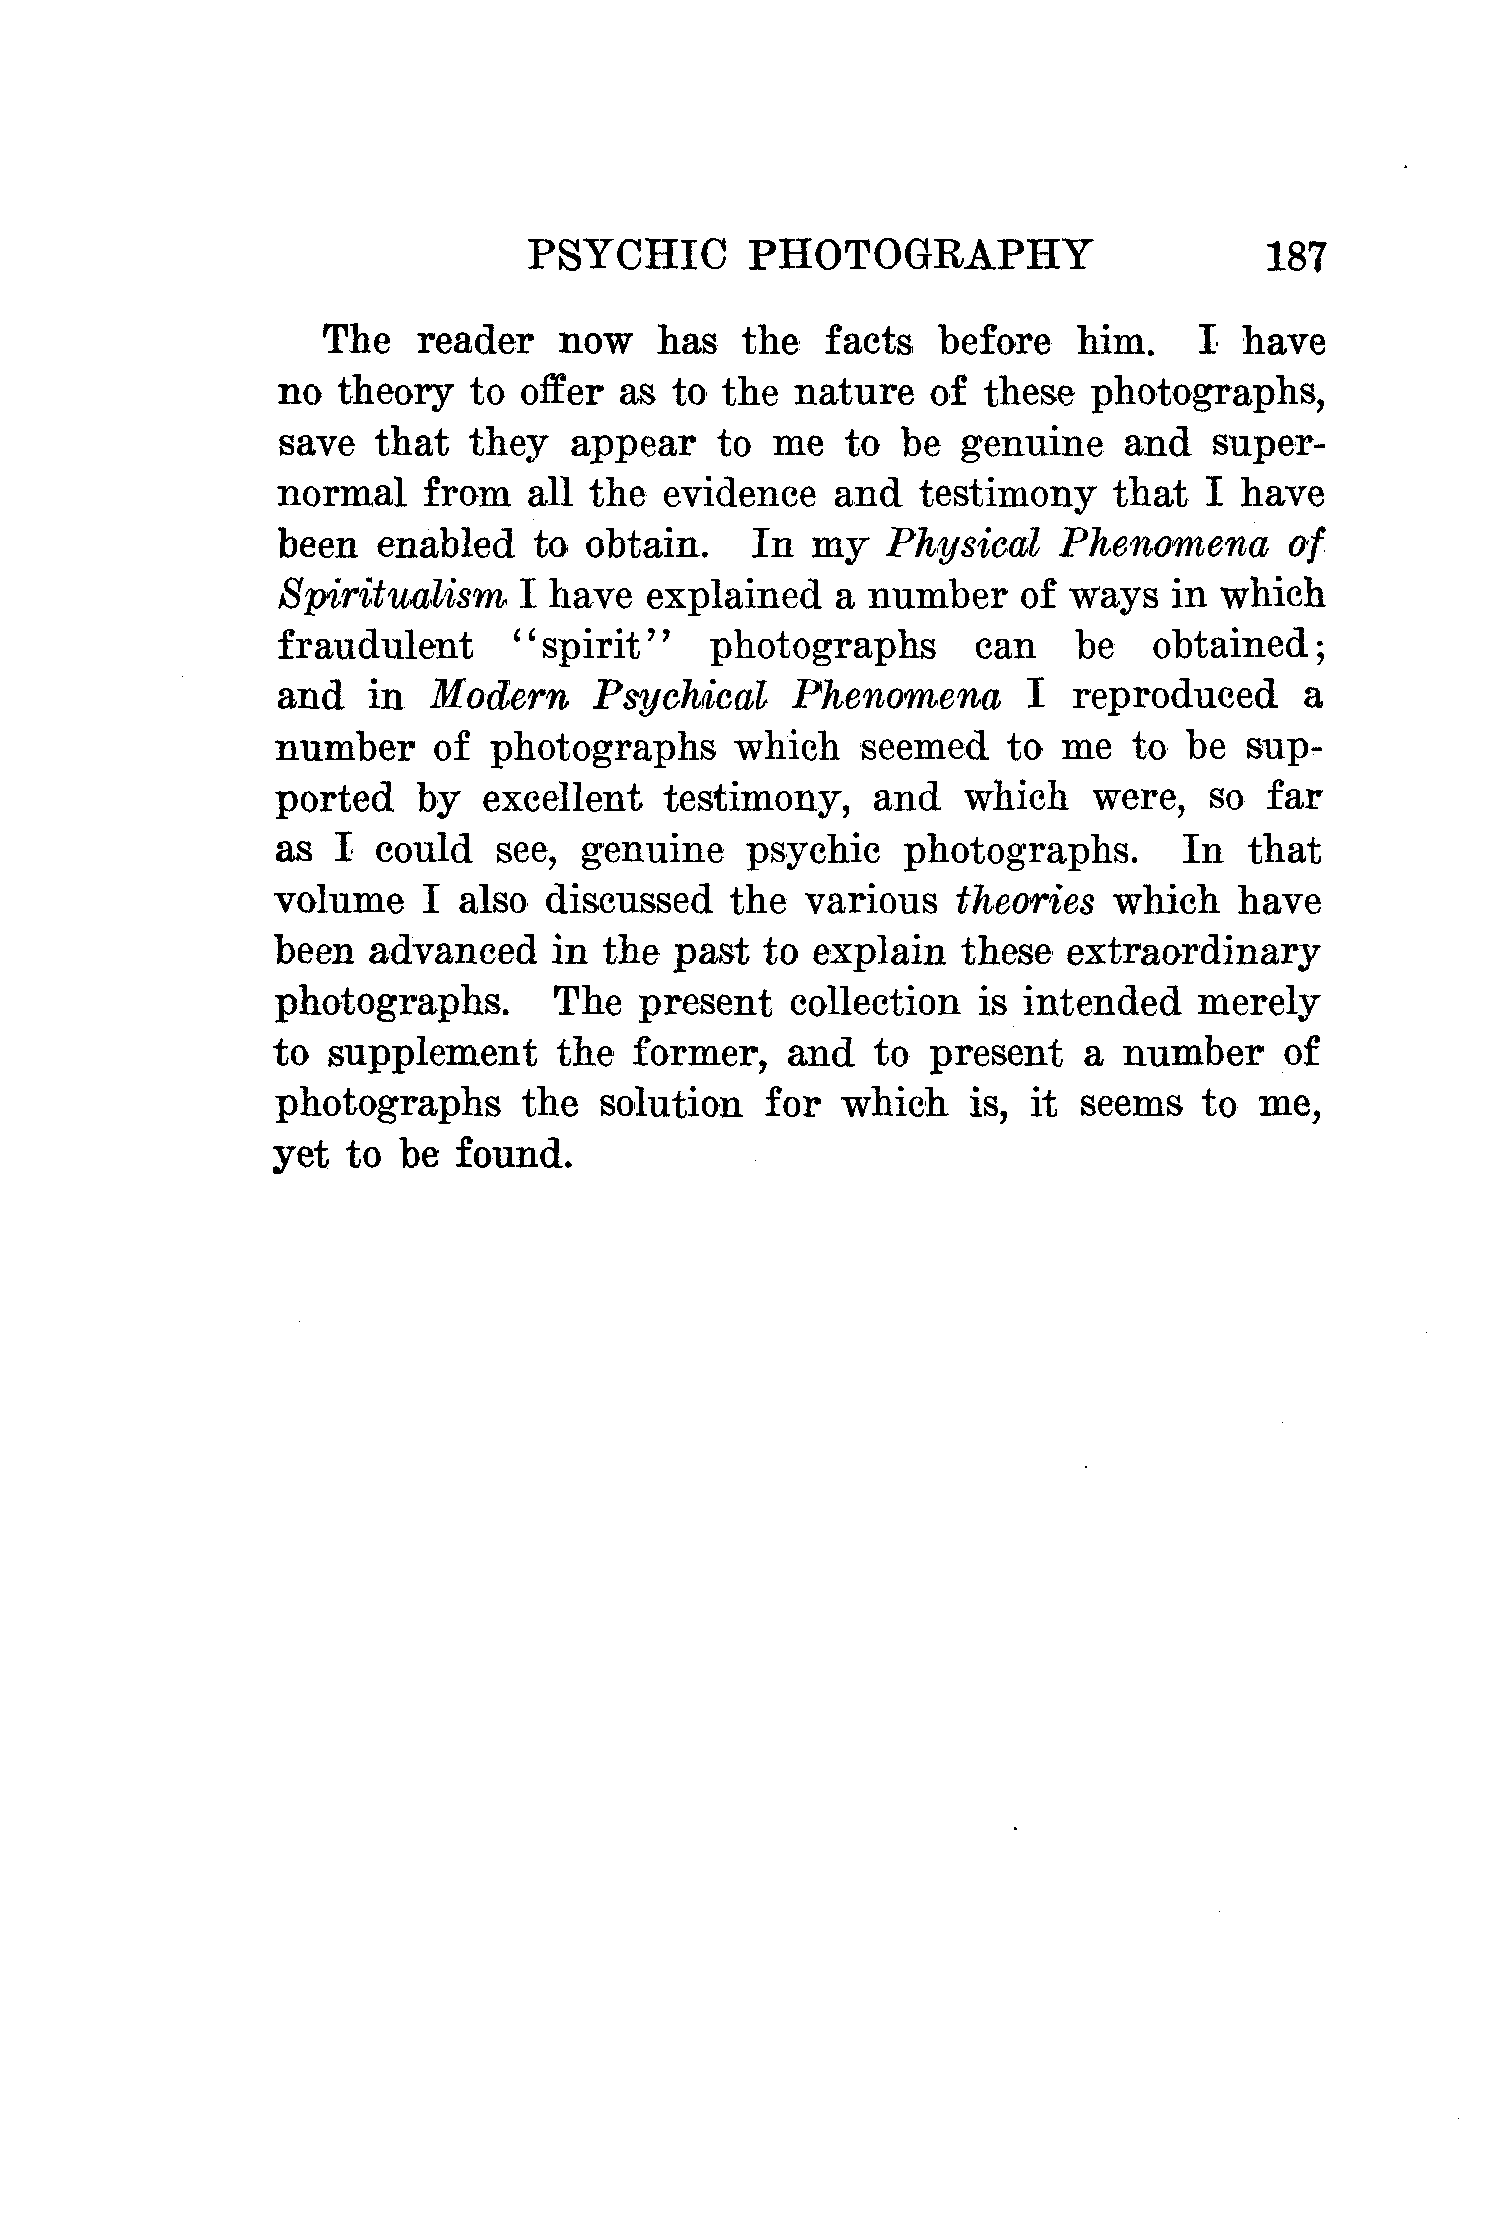 PSYCHIC PHOTOGRAPHY 187
The reader now has the facts before him. I have
no theory to offer as to the nature of these photographs,
save that they appear to me to be genuine and super-
normal from all the evidence and testimony that I have
been enabled to obtain. In my Physical Phenomena of
Spiritualism I have explained a number of ways in which
fraudulent ‘‘spirit’’ photographs can be obtained;
and in Modern Psychical Phenomena I reproduced a
number of photographs which seemed to me to be sup-
ported by excellent testimony, and which were, so far
as I could see, genuine psychic photographs. In that
volume I also discussed the various theories which have
been advanced in the past to explain these extraordinary
photographs. The present collection is intended merely
to supplement the former, and to present a number of
photographs the solution for which is, it seems to me,
yet to be found.